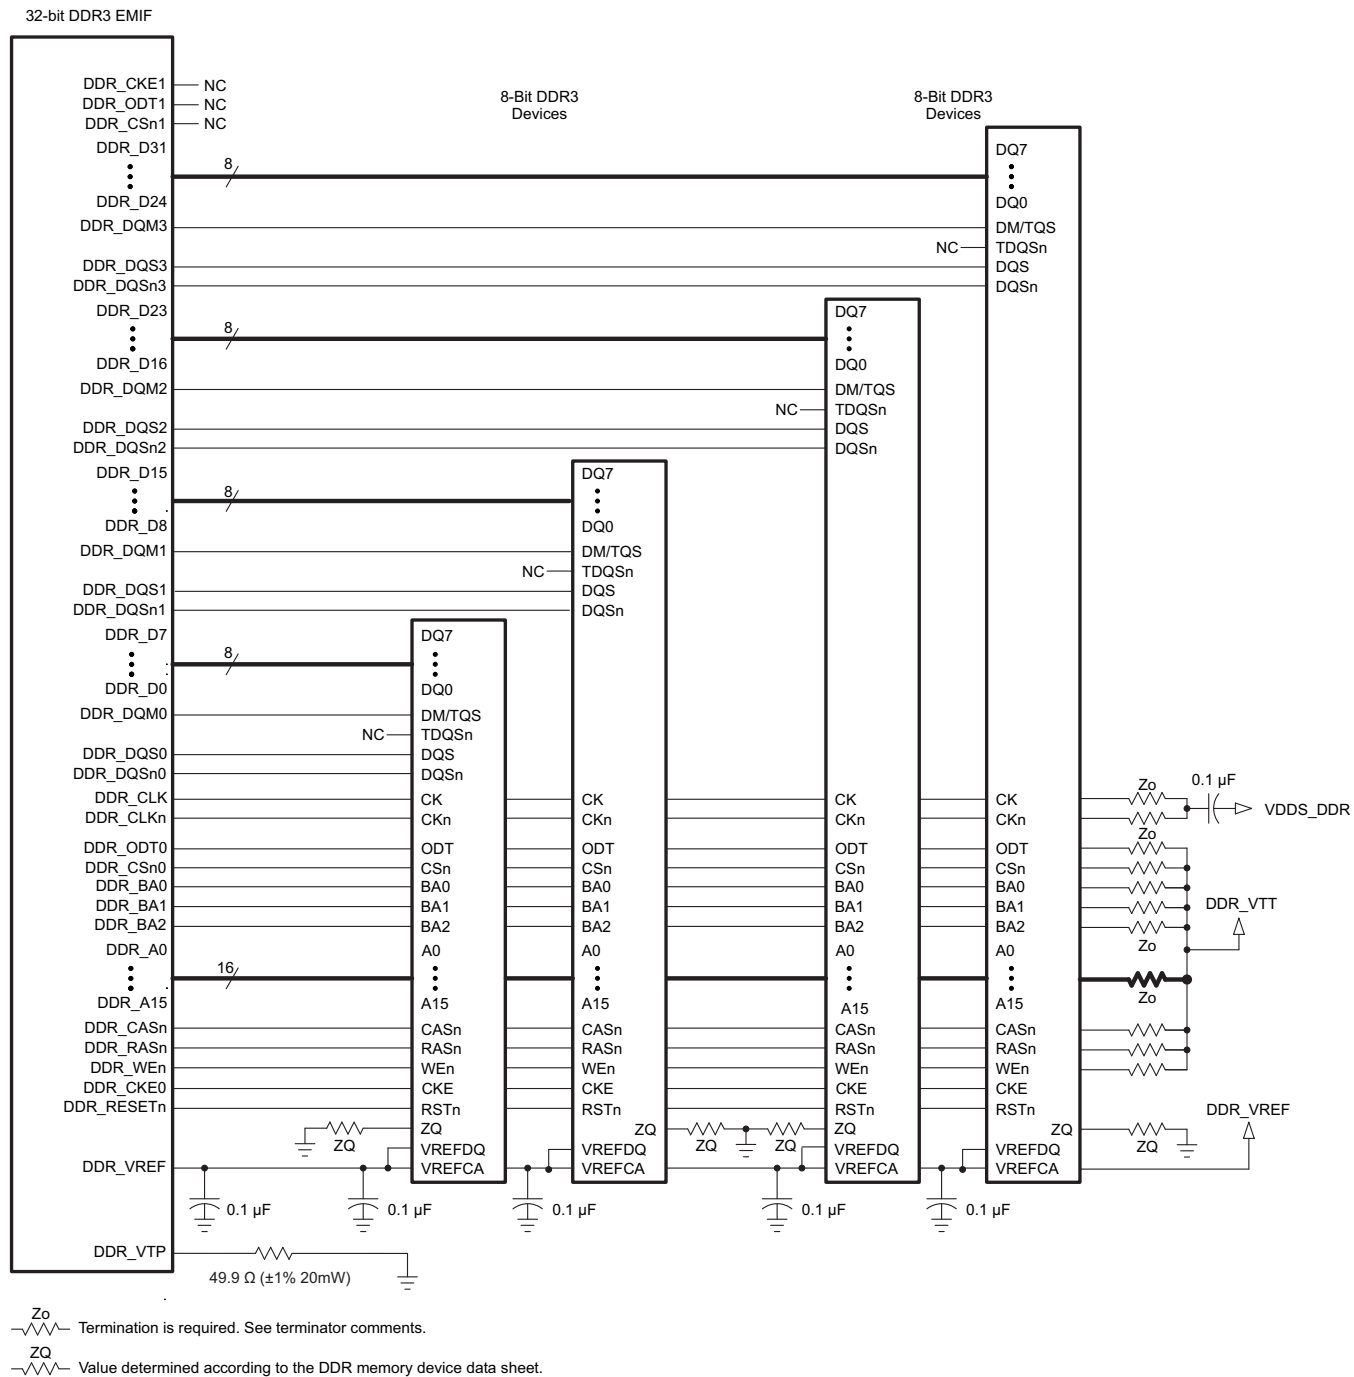 32-bit DDR3 EMIF
DDR_CKE1
NC
DDR_ODT1
NC
DDR_CSn1
NC
8-Bit DDR3
Devices
8-Bit DDR3
Devices
DDR_D31
8
DDR_D24
DDR_DQM3
DDR_DQS3
DDR_DQSn3
DQ7
DQ0
DM/TQS
NC
TDQSn
DQS
DQSn
DDR_D23
8
DDR_D16
DDR_DQM2
DDR_DQS2
DDR_DQSn2
DQ7
DQ0
DM/TQS
NC
TDQSn
DQS
DQSn
DDR_D15
8
DDR_D8
DDR_DQM1
DDR_DQS1
DDR_DQSn1
DQ7
DQ0
DM/TQS
NC
TDQSn
DQS
DQSn
DDR_D7
8
DDR_D0
DDR_DQM0
DDR_DQS0
DDR_DQSn0
DQ7
DQ0
DM/TQS
NC
TDQSn
DQS
DQSn
DDR_CLK
DDR_CLKn
DDR_ODT0
DDR_CSn0
DDR_BA0
DDR_BA1
DDR_BA2
DDR_A0
16
DDR_A15
DDR_CASn
DDR_RASn
DDR_WEn
DDR_CKE0
DDR_RESETn
DDR_VREF
DDR_VTP
CK
CKn
ODT
CSn
BA0
BA1
BA2
A0
A15
CASn
RASn
WEn
CKE
RSTn
ZQ
VREFDQ
VREFCA
ZQ
CK
CKn
ODT
CSn
BA0
BA1
BA2
A0
A15
CASn
RASn
WEn
CKE
RSTn
ZQ
VREFDQ
VREFCA
ZQ
ZQ
CK
CKn
ODT
CSn
BA0
BA1
BA2
A0
A15
CASn
RASn
WEn
CKE
RSTn
ZQ
VREFDQ
VREFCA
CK
CKn
ODT
CSn
BA0
BA1
BA2
A0
A15
CASn
RASn
WEn
CKE
RSTn
ZQ
VREFDQ
VREFCA
ZQ
Zo
0.1 µF
VDDS_DDR
Zo
DDR_VTT
Zo
Zo
DDR_VREF
0.1 µF
0.1 µF
0.1 µF
0.1 µF
0.1 µF
49.9 Ω (±1% 20mW)
Zo
Termination is required. See terminator comments.
ZQ
Value determined according to the DDR memory device data sheet.